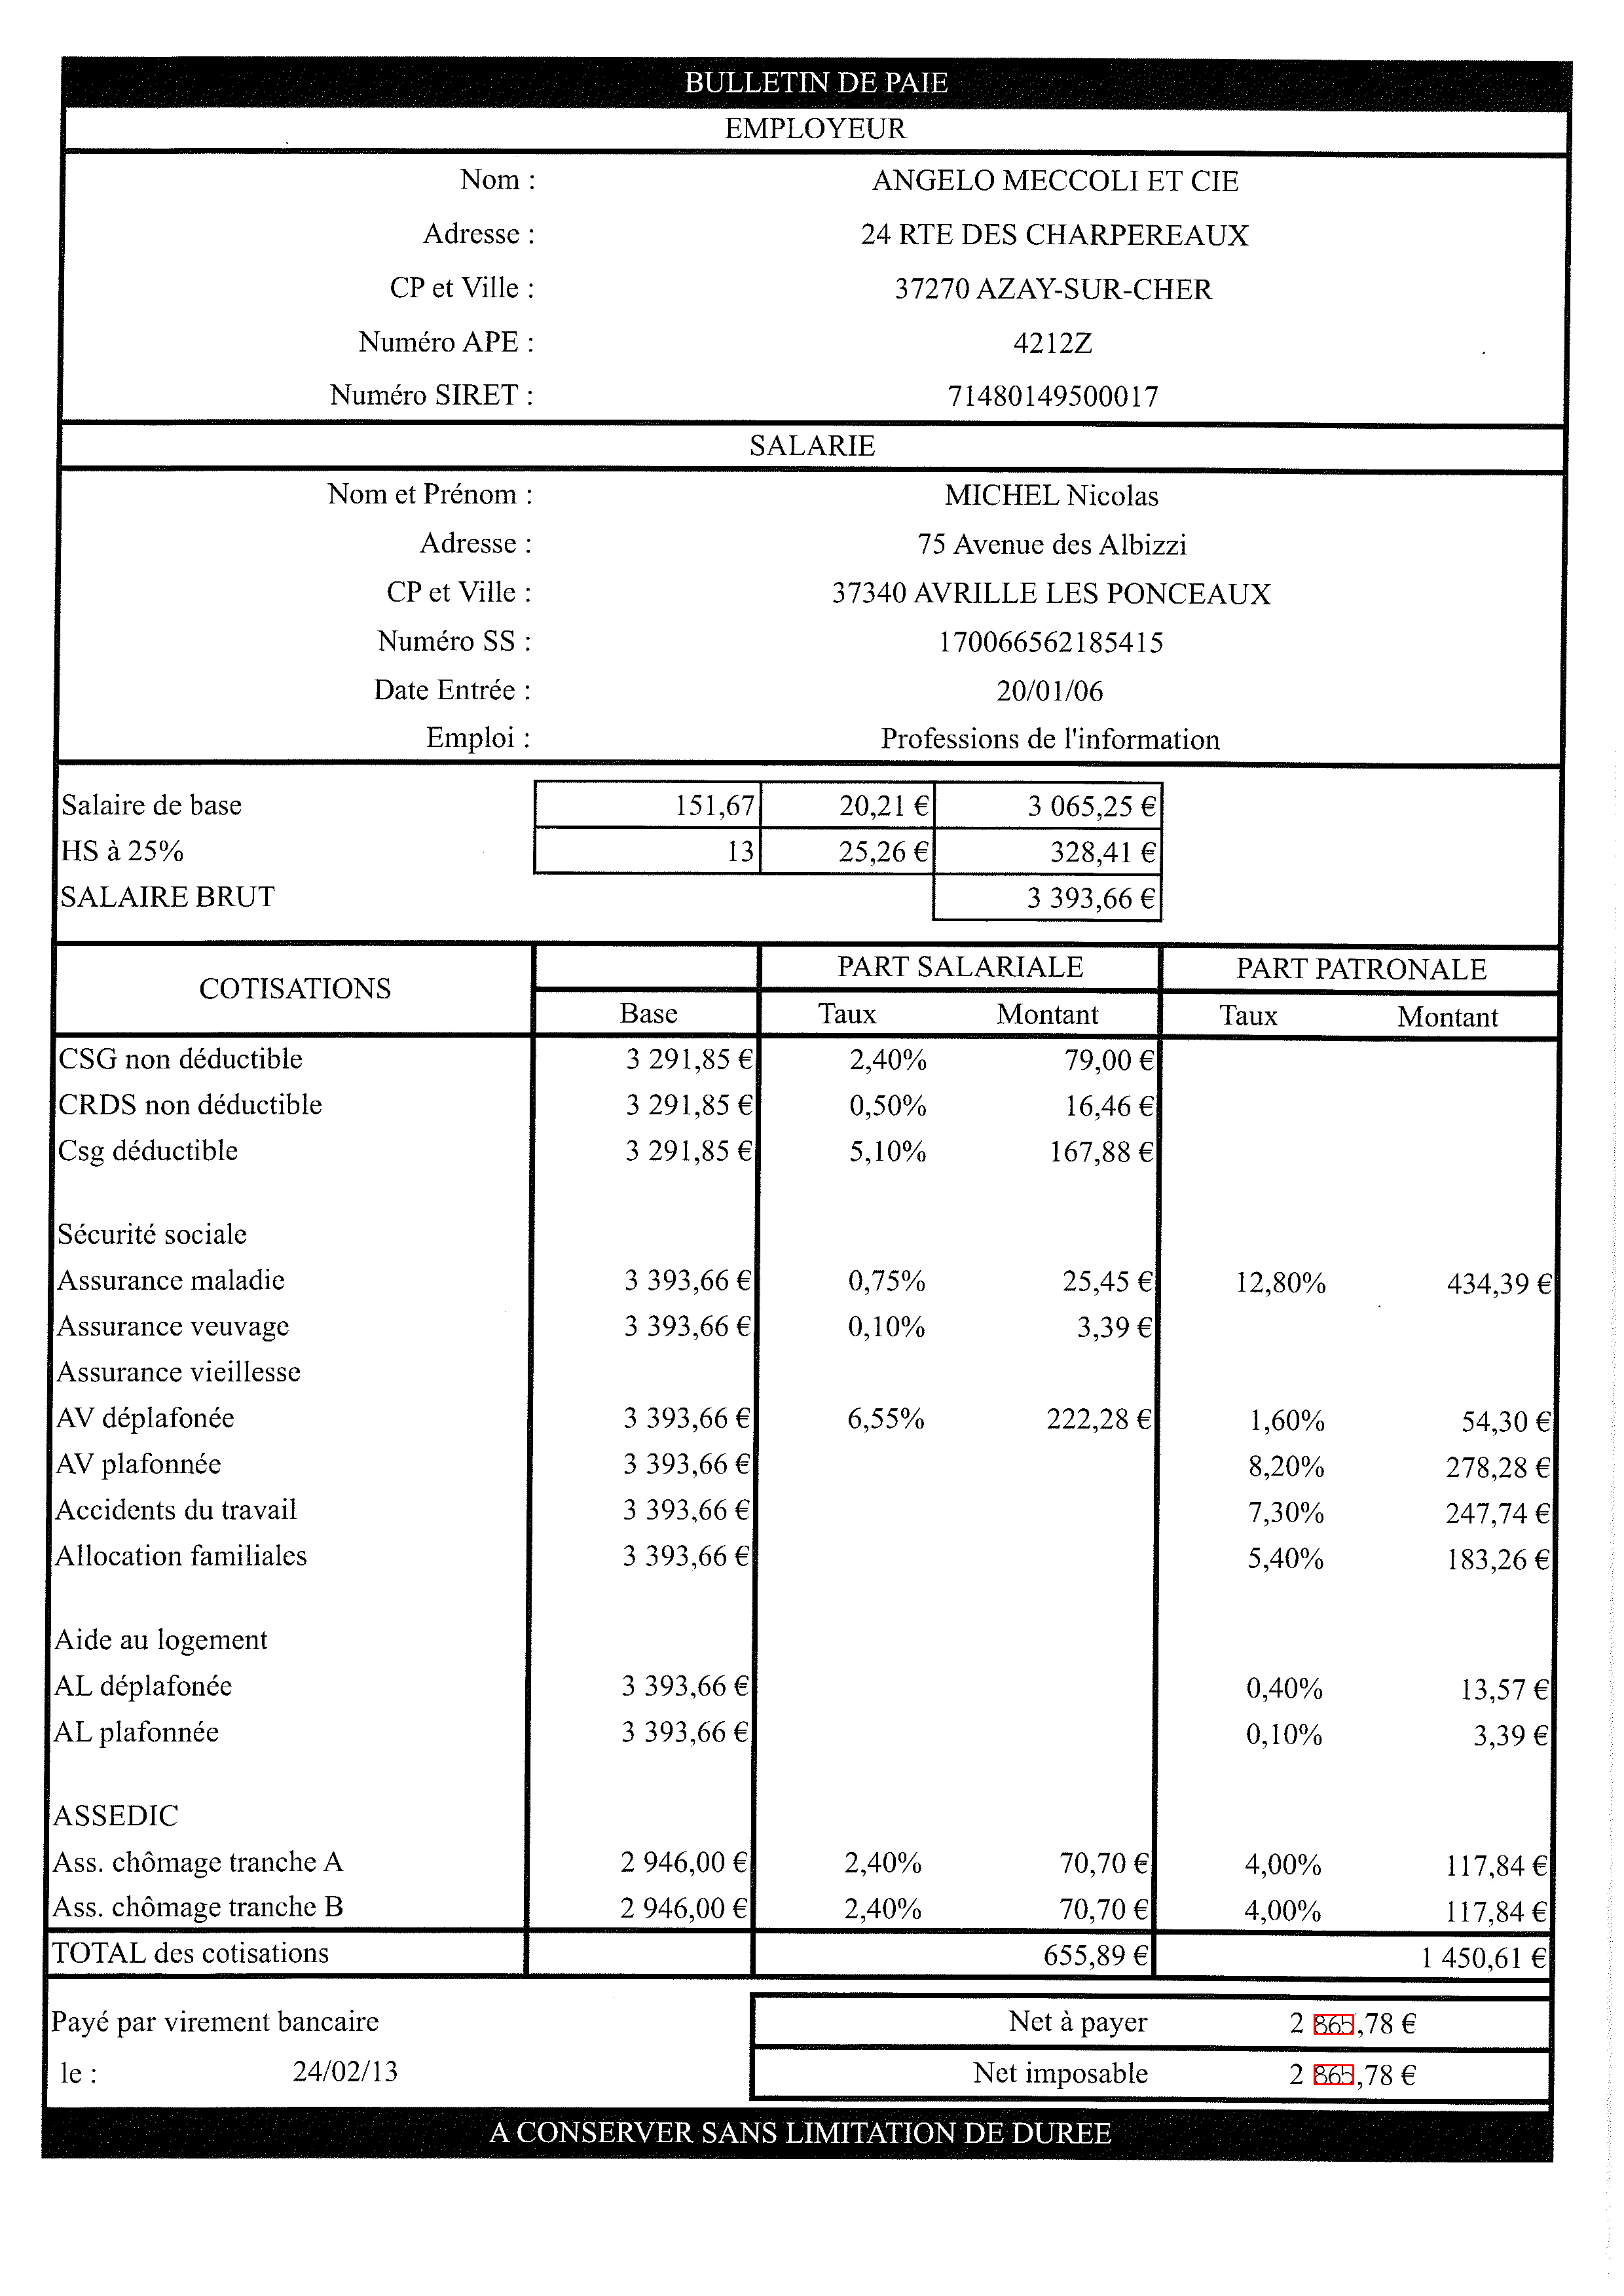 BULLETIN DE PAIE
EMPLOYEUR
Nom : ANGELO MECCOLI ET CIE
Adresse : 24 RTE DES CHARPEREAUX
CP et Ville : 37270 AZAY-SUR-CHER
Numéro APE : 4212Z
Numéro SIRET : 71480149500017
SALARIE
Nom et Prénom : MICHEL Nicolas
Adresse : 75 Avenue des Albizzi
CP et Ville : 37340 AVRILLE LES PONCEAUX
Numéro SS : 170066562185415
Date Entrée : 20/01/06
Emploi : Professions de l'information
Salaire de base 151,67 20,21 € 3 065,25 €
HS à 25% 13 25,26 € 328,41 €
SALAIRE BRUT 3 393,66 €
COTISATIONS PART SALARIALE PART PATRONALE
Base Taux Montant Taux Montant
CSG non déductible 3 291,85 € 2,40% 79,00 €
CRDS non déductible 3 291,85 € 0,50% 16,46 €
Csg déductible 3 291,85 € 5,10% 167,88 €
Sécurité sociale
Assurance maladie 3 393,66 € 0,75% 25,45 € 12,80% 434,39 €
Assurance veuvage 3 393,66 € 0,10% 3,39 €
Assurance vieillesse
AV déplafonée 3 393,66 € 6,55% 222,28 € 1,60% 54,30 €
AV plafonnée 3 393,66 € 8,20% 278,28 €
Accidents du travail 3 393,66 € 7,30% 247,74 €
Allocation familiales 3 393,66 € 5,40% 183,26 €
Aide au logement
AL déplafonée 3 393,66 € 0,40% 13,57 €
AL plafonnée 3 393,66 € 0,10% 3,39 €
ASSEDIC
Ass. chômage tranche A 2 946,00 € 2,40% 70,70 € 4,00% 117,84 €
Ass. chômage tranche B 2 946,00 € 2,40% 70,70 € 4,00% 117,84 €
TOTAL des cotisations 655,89 € 1 450,61 €
Payé par virement bancaire Net à payer 2 865,78 €
le : 24/02/13 Net imposable 2 865,78 €
A CONSERVER SANS LIMITATION DE DUREE